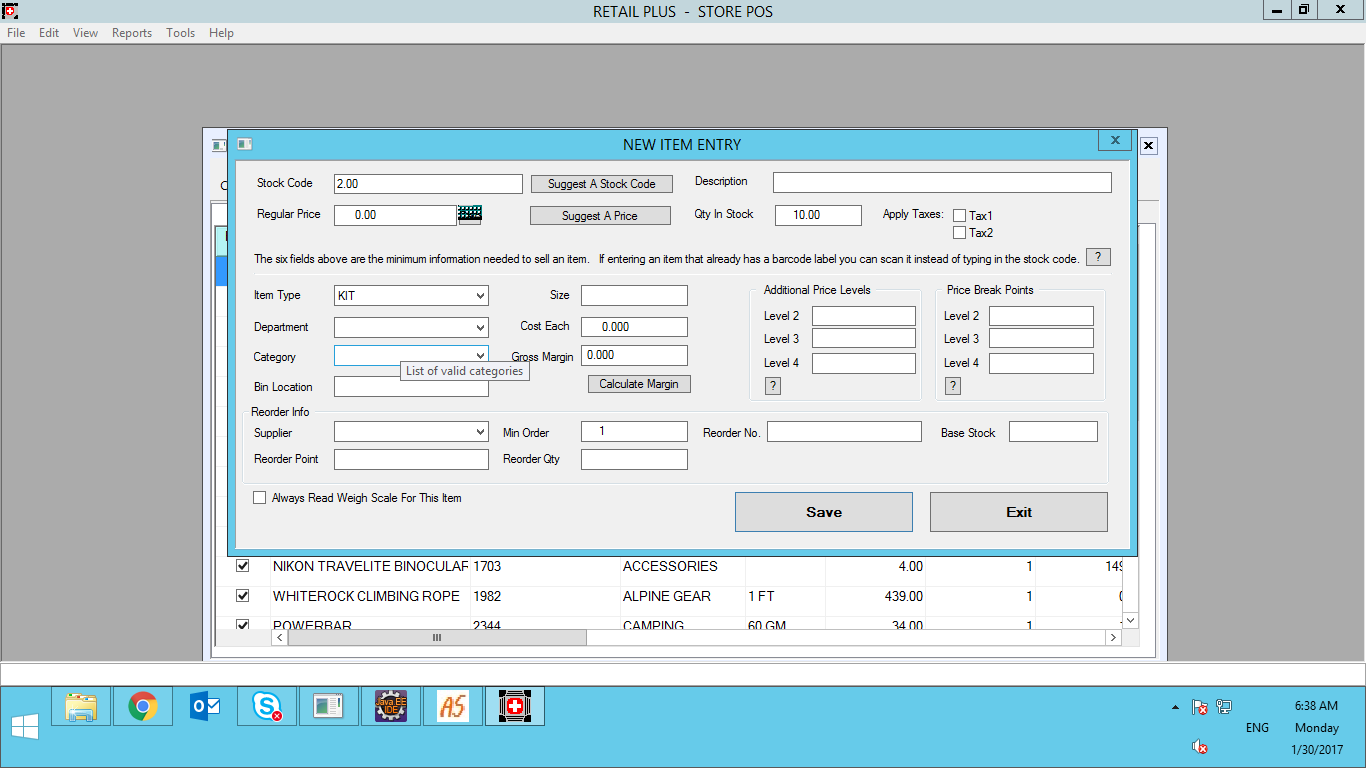 RETAIL PLUS - STORE POS
File Edit View Reports Tools Help
NEW ITEM ENTRY
Stock Code 2.00 Suggest A Stock Code Description
Regular Price 0.00 Suggest A Price Qty In Stock 10.00 Apply Taxes: Tax1
Tax2
The six fields above are the minimum information needed to sell an item. If entering an item that already has a barcode label you can scan it instead of typing in the stock code. ?
Item Type KIT Size Additional Price Levels Price Break Points
Level 2 Level 2
Department Cost Each 0.000
Level 3 Level 3
Category Gross Margin 0.000
Level 4 Level 4
List of valid categories
Bin Location Calculate Margin ? ?
Reorder Info
Supplier Min Order 1 Reorder No. Base Stock
Reorder Point Reorder Qty
Always Read Weigh Scale For This Item
Save Exit
NIKON TRAVELITE BINOCULAR 1703 ACCESSORIES 4.00 1 149
WHITEROCK CLIMBING ROPE 1982 ALPINE GEAR 1 FT 439.00 1
POWERBAR 2344 CAMPING 60 GM 34.00 1
Java EE IDE
AS
6:38 AM
ENG Monday
1/30/2017